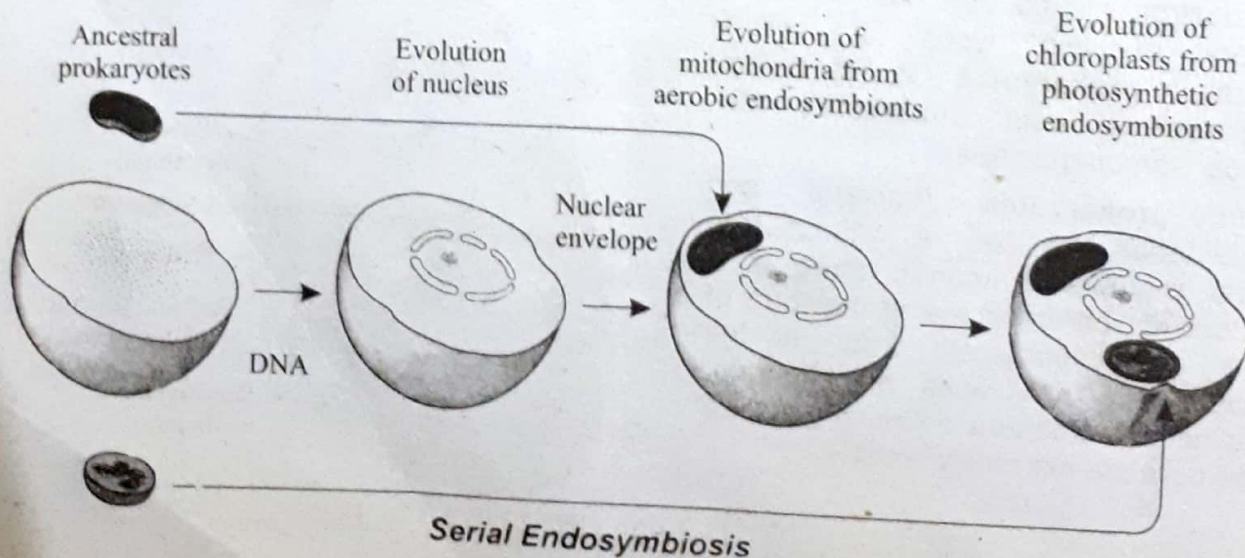 Ancestral
prokaryotes
Evolution
of nucleus
Evolution of
mitochondria from
aerobic endosymbionts
Evolution of
chloroplasts from
photosynthetic
endosymbionts
Nuclear
envelope
DNA
Serial Endosymbiosis